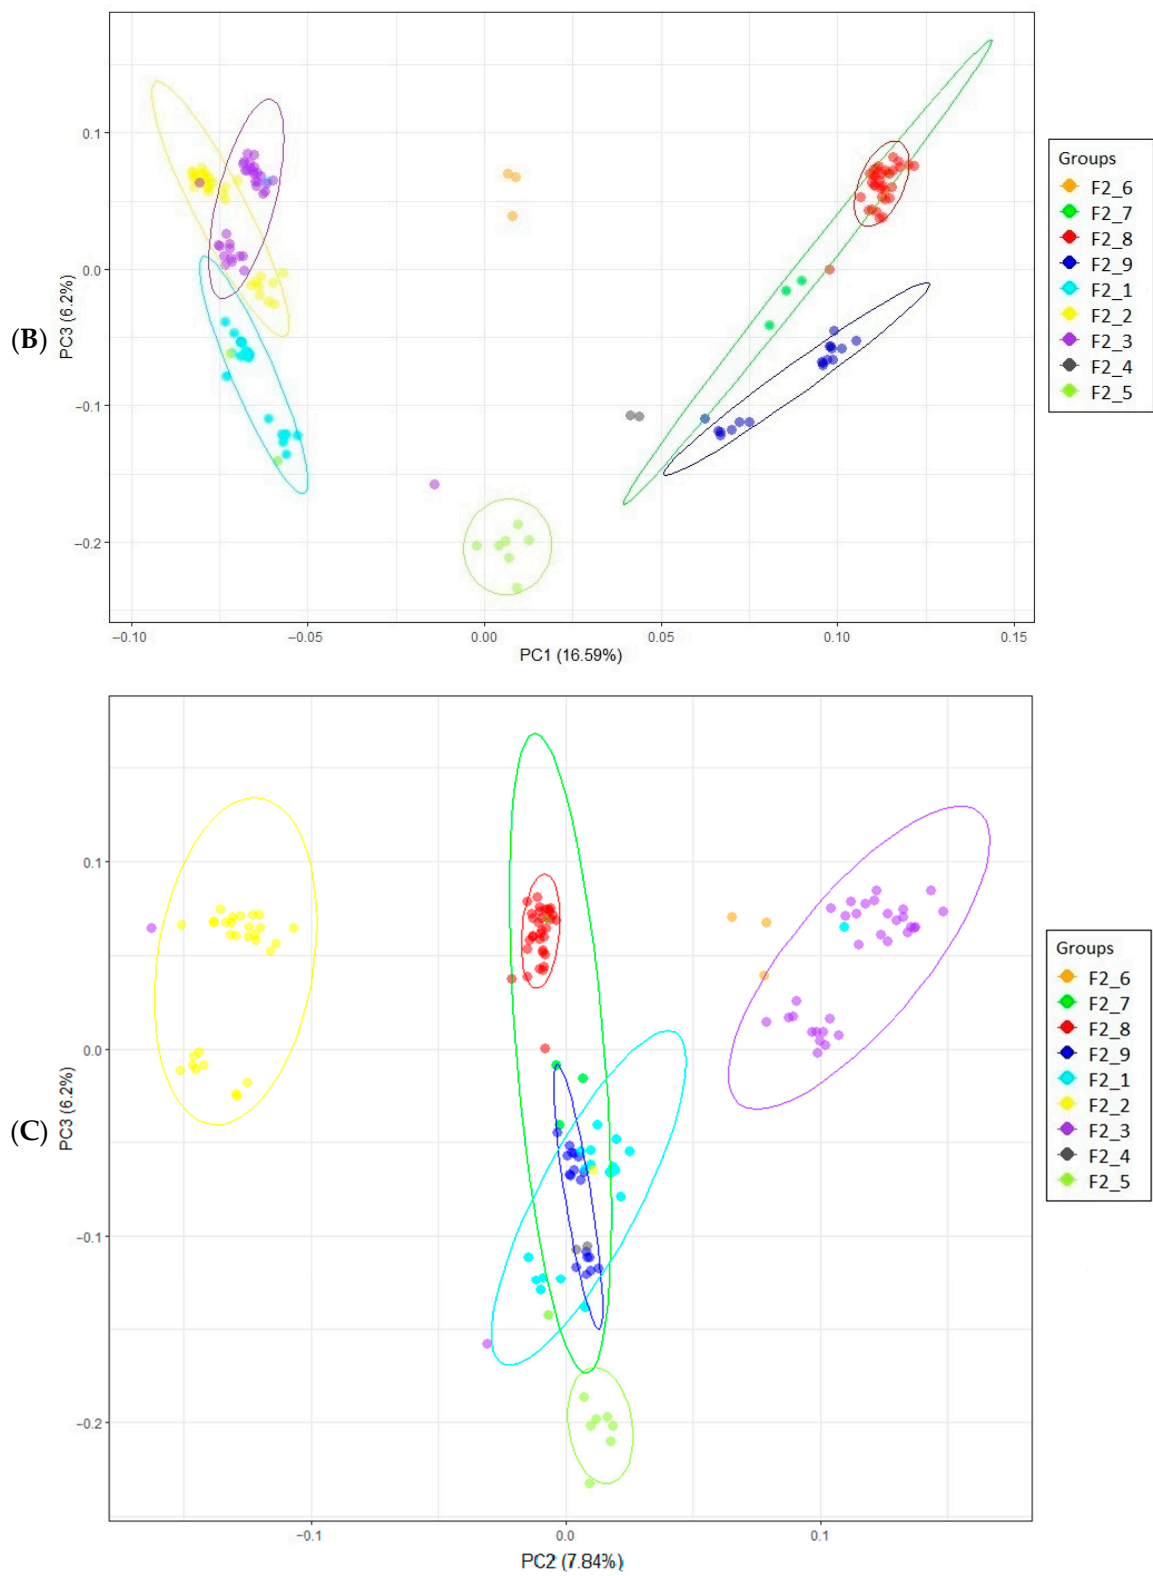 (B)
PC3 (6.2%)
0.1
0.0
−0.1
−0.2
−0.10
−0.05
0.00
0.05
0.10
0.15
PC1 (16.59%)
Groups
F2_6
F2_7
F2_8
F2_9
F2_1
F2_2
F2_3
F2_4
F2_5
(C)
PC3 (6.2%)
0.1
0.0
−0.1
−0.2
−0.1
0.0
0.1
PC2 (7.84%)
Groups
F2_6
F2_7
F2_8
F2_9
F2_1
F2_2
F2_3
F2_4
F2_5